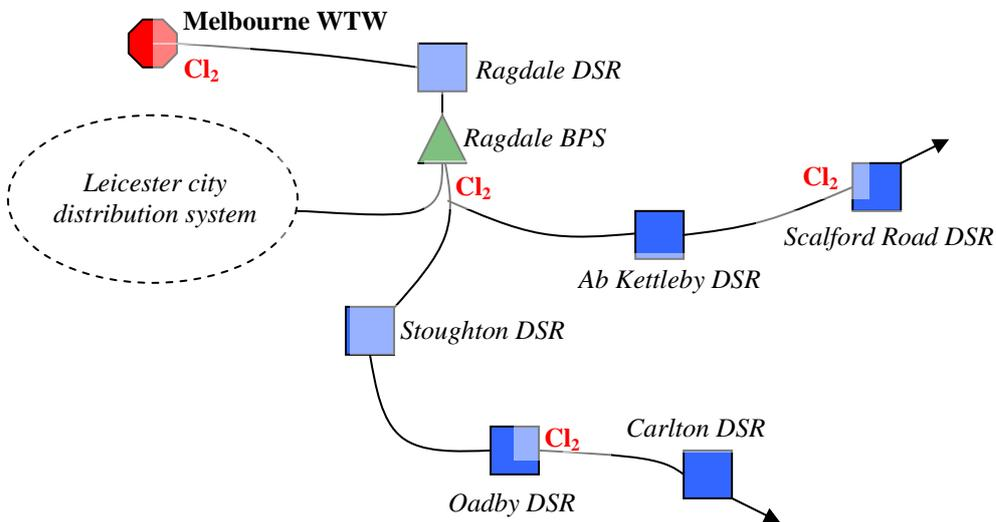 Melbourne WTW
Cl₂
Ragdale DSR
Ragdale BPS
Leicester city
distribution system
Cl₂
Cl₂
Scalford Road DSR
Ab Kettleby DSR
Stoughton DSR
Carlton DSR
Cl₂
Oadby DSR